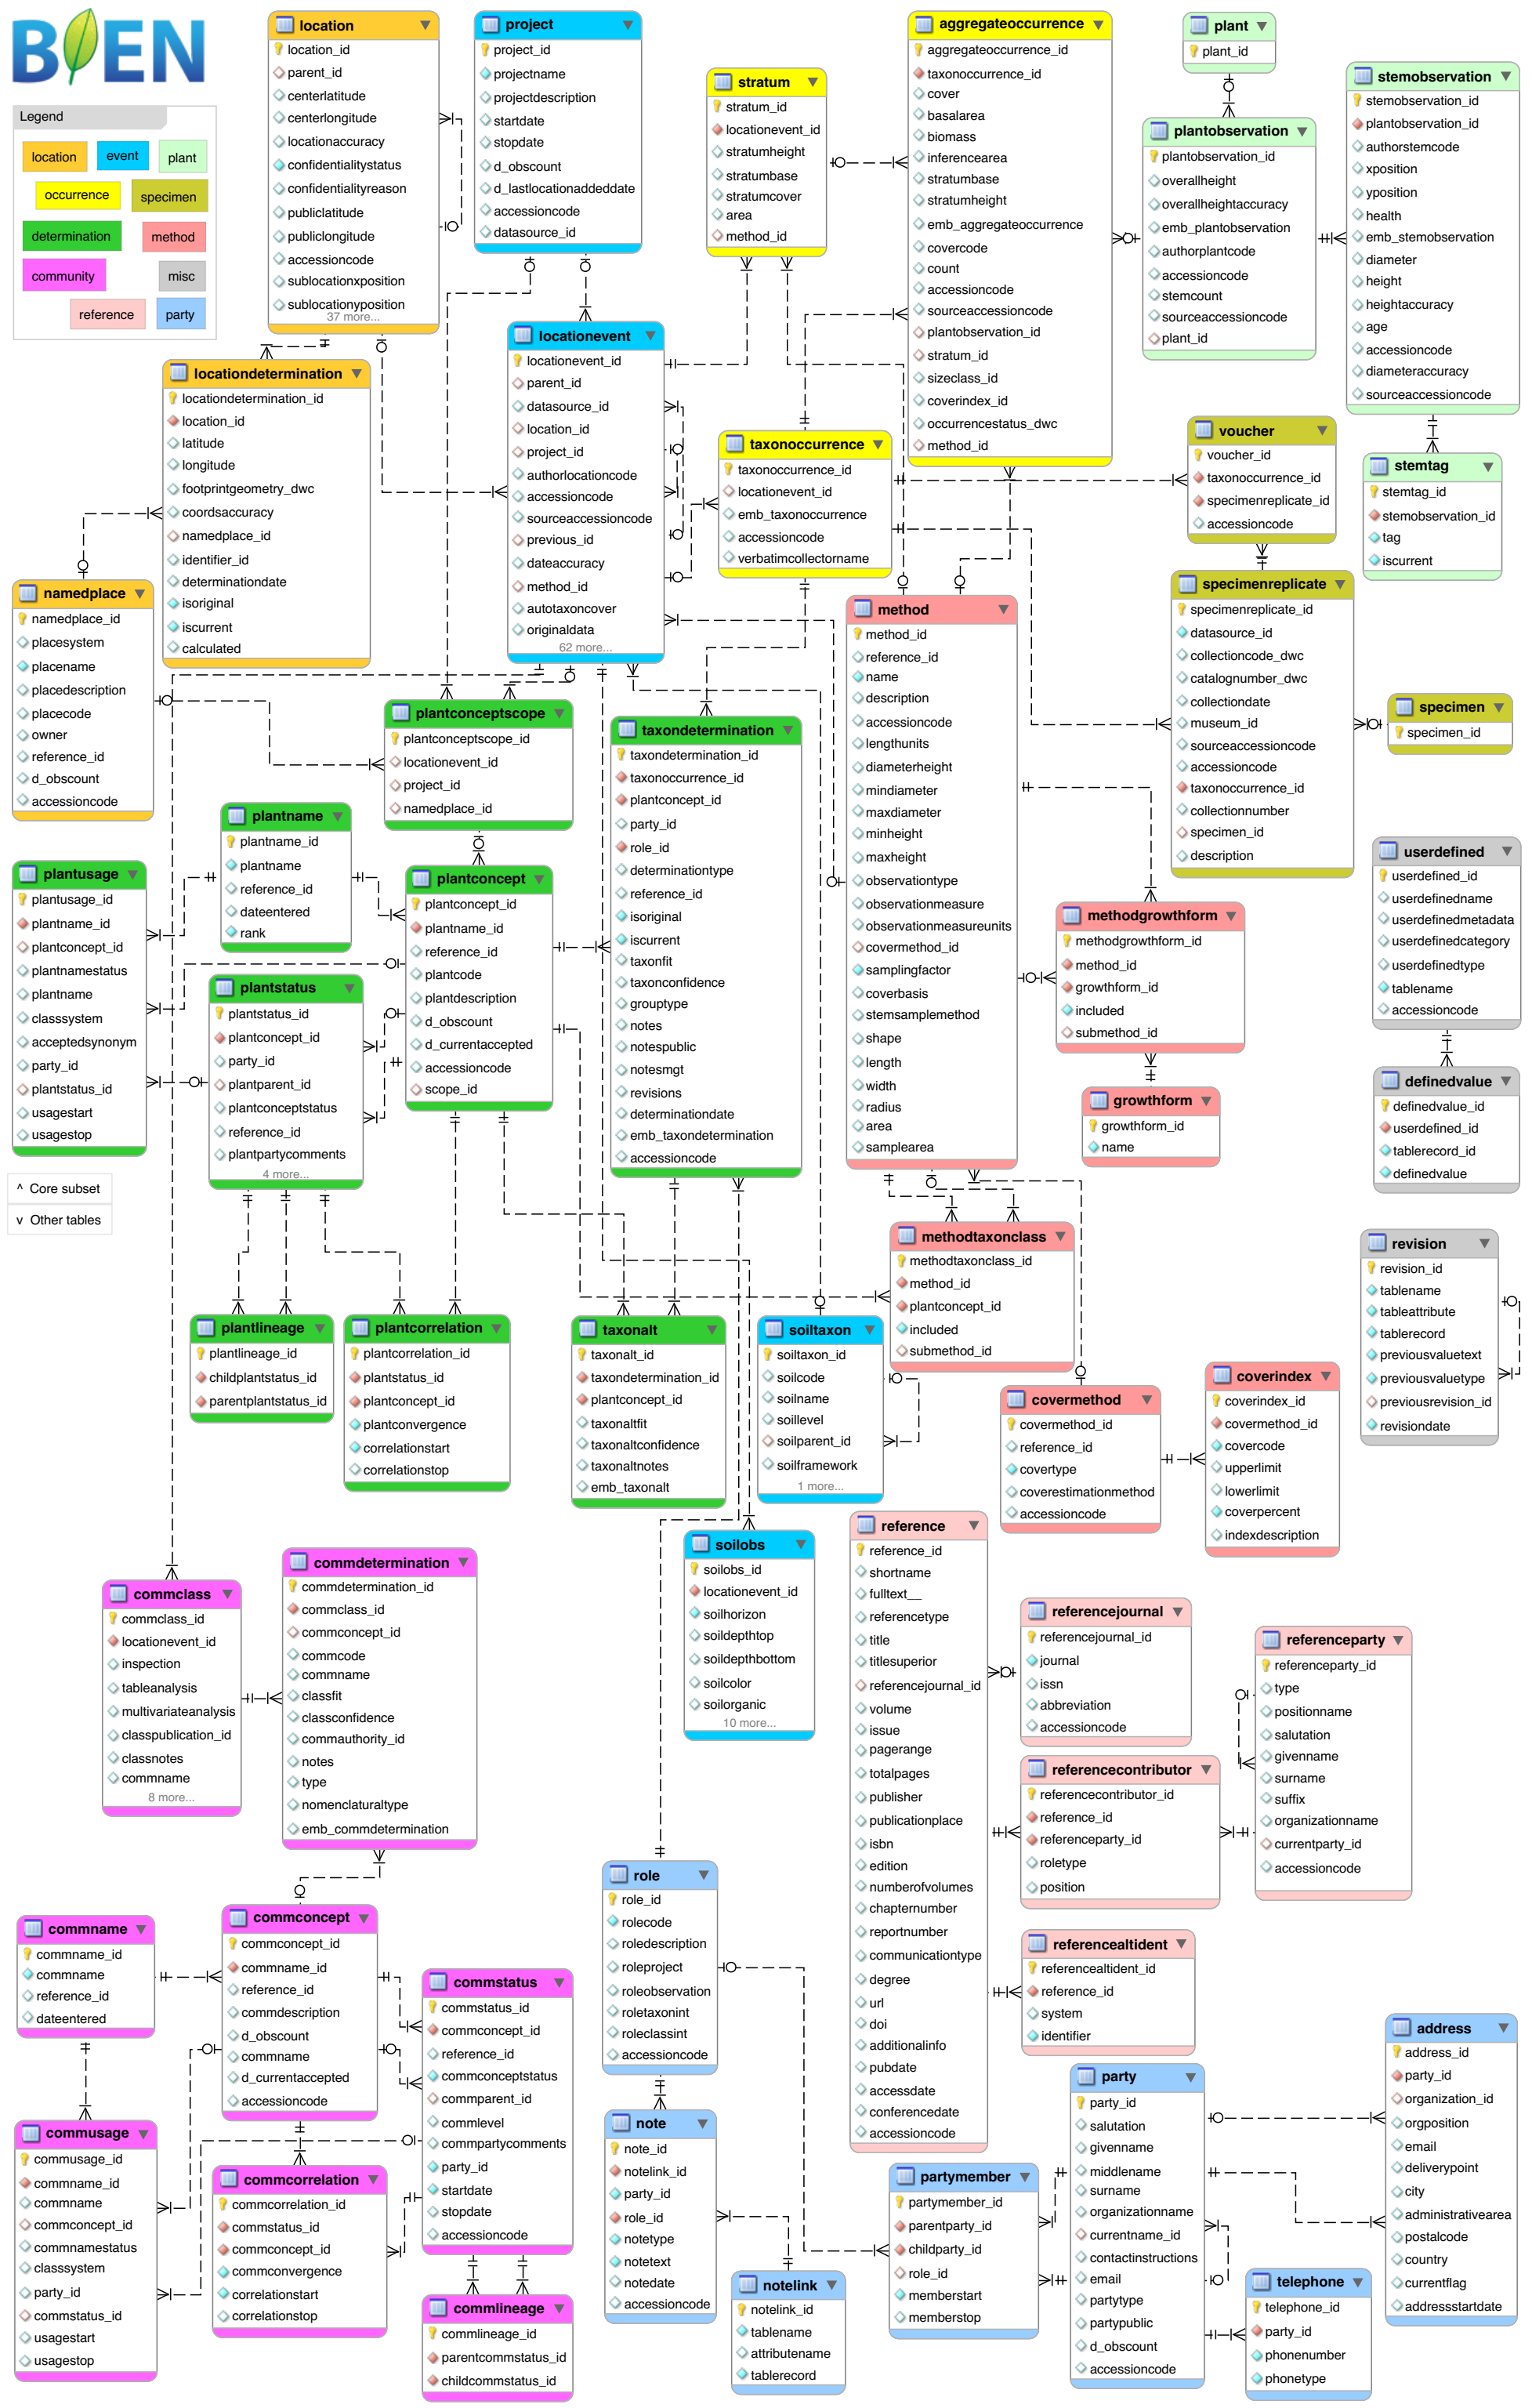 BIEN
Legend
location
event
plant
occurrence
specimen
determination
method
community
misc
reference
party
location
location_id
parent_id
centerlatitude
centerlongitude
locationaccuracy
confidentialitystatus
confidentialityreason
publiclatitude
publiclongitude
accessioncode
sublocationxposition
sublocationyposition
37 more...
project
project_id
projectname
projectdescription
startdate
stopdate
d_obscount
d_lastlocationaddeddate
accessioncode
datasource_id
stratum
stratum_id
locationevent_id
stratumheight
stratumbase
stratumcover
area
method_id
aggregateoccurrence
aggregateoccurrence_id
taxonoccurrence_id
cover
basalarea
biomass
inferencearea
stratumbase
stratumheight
emb_aggregateoccurrence
covercode
count
accessioncode
sourceaccessioncode
plantobservation_id
stratum_id
sizeclass_id
coverindex_id
occurrencestatus_dwc
method_id
plant
plant_id
plantobservation
plantobservation_id
overallheight
overallheightaccuracy
emb_plantobservation
authorplantcode
accessioncode
stemcount
sourceaccessioncode
plant_id
stemobservation
stemobservation_id
plantobservation_id
authorstemcode
xposition
yposition
health
emb_stemobservation
diameter
height
heightaccuracy
age
accessioncode
diameteraccuracy
sourceaccessioncode
locationdetermination
locationdetermination_id
location_id
latitude
longitude
footprintgeometry_dwc
coordsaccuracy
namedplace_id
identifier_id
determinationdate
isoriginal
iscurrent
calculated
locationevent
locationevent_id
parent_id
datasource_id
location_id
project_id
authorlocationcode
accessioncode
sourceaccessioncode
previous_id
dateaccuracy
method_id
autotaxoncover
originaldata
62 more...
taxonoccurrence
taxonoccurrence_id
locationevent_id
emb_taxonoccurrence
accessioncode
verbatimcollectorname
voucher
voucher_id
taxonoccurrence_id
specimenreplicate_id
accessioncode
stemtag
stemtag_id
stemobservation_id
tag
iscurrent
namedplace
namedplace_id
placesystem
placename
placedescription
placecode
owner
reference_id
d_obscount
accessioncode
method
method_id
reference_id
name
description
accessioncode
lengthunits
diameterheight
mindiameter
maxdiameter
minheight
maxheight
observationtype
observationmeasure
observationmeasureunits
covermethod_id
samplingfactor
coverbasis
stemsamplemethod
shape
length
width
radius
area
samplearea
specimenreplicate
specimenreplicate_id
datasource_id
collectioncode_dwc
catalognumber_dwc
collectiondate
museum_id
sourceaccessioncode
accessioncode
taxonoccurrence_id
collectionnumber
specimen_id
description
specimen
specimen_id
plantconceptscope
plantconceptscope_id
locationevent_id
project_id
namedplace_id
taxondetermination
taxondetermination_id
taxonoccurrence_id
plantconcept_id
party_id
role_id
determinationtype
reference_id
isoriginal
iscurrent
taxonfit
taxonconfidence
grouptype
notes
notespublic
notesmgt
revisions
determinationdate
emb_taxondetermination
accessioncode
plantname
plantname_id
plantname
reference_id
dateentered
rank
plantusage
plantusage_id
plantname_id
plantconcept_id
plantnamestatus
plantname
classsystem
acceptedsynonym
party_id
plantstatus_id
usagestart
usagestop
plantconcept
plantconcept_id
plantname_id
reference_id
plantcode
plantdescription
d_obscount
d_currentaccepted
accessioncode
scope_id
plantstatus
plantstatus_id
plantconcept_id
party_id
plantparent_id
plantconceptstatus
reference_id
plantpartycomments
4 more...
methodgrowthform
methodgrowthform_id
method_id
growthform_id
included
submethod_id
userdefined
userdefined_id
userdefinedname
userdefinedmetadata
userdefinedcategory
userdefinedtype
tablename
accessioncode
definedvalue
definedvalue_id
userdefined_id
tablerecord_id
definedvalue
growthform
growthform_id
name
^ Core subset
v Other tables
methodtaxonclass
methodtaxonclass_id
method_id
plantconcept_id
included
submethod_id
revision
revision_id
tablename
tableattribute
tablerecord
previousvaluetext
previousvaluetype
previousrevision_id
revisiondate
plantlineage
plantlineage_id
childplantstatus_id
parentplantstatus_id
plantcorrelation
plantcorrelation_id
plantstatus_id
plantconcept_id
plantconvergence
correlationstart
correlationstop
taxonalt
taxonalt_id
taxondetermination_id
plantconcept_id
taxonaltfit
taxonaltconfidence
taxonaltnotes
emb_taxonalt
soiltaxon
soiltaxon_id
soilcode
soilname
soillevel
soilparent_id
soilframework
1 more...
covermethod
covermethod_id
reference_id
covertype
coverestimationmethod
accessioncode
coverindex
coverindex_id
covermethod_id
covercode
upperlimit
lowerlimit
coverpercent
indexdescription
commclass
commclass_id
locationevent_id
inspection
tableanalysis
multivariateanalysis
classpublication_id
classnotes
commname
8 more...
commdetermination
commdetermination_id
commclass_id
commconcept_id
commcode
commname
classfit
classconfidence
commauthority_id
notes
type
nomenclaturaltype
emb_commdetermination
soilobs
soilobs_id
locationevent_id
soilhorizon
soildepthtop
soildepthbottom
soilcolor
soilorganic
10 more...
reference
reference_id
shortname
fulltext__
referencetype
title
titlesuperior
referencejournal_id
volume
issue
pagerange
totalpages
publisher
publicationplace
isbn
edition
numberofvolumes
chapternumber
reportnumber
communicationtype
degree
url
doi
additionalinfo
pubdate
accessdate
conferencedate
accessioncode
referencejournal
referencejournal_id
journal
issn
abbreviation
accessioncode
referenceparty
referenceparty_id
type
positionname
salutation
givenname
surname
suffix
organizationname
currentparty_id
accessioncode
referencecontributor
referencecontributor_id
reference_id
referenceparty_id
roletype
position
referencealtident
referencealtident_id
reference_id
system
identifier
role
role_id
rolecode
roledescription
roleproject
roleobservation
roletaxonint
roleclassint
accessioncode
commname
commname_id
commname
reference_id
dateentered
commconcept
commconcept_id
commname_id
reference_id
commdescription
d_obscount
commname
d_currentaccepted
accessioncode
commstatus
commstatus_id
commconcept_id
reference_id
commconceptstatus
commparent_id
commlevel
commpartycomments
party_id
startdate
stopdate
accessioncode
commusage
commusage_id
commname_id
commname
commconcept_id
commnamestatus
classsystem
party_id
commstatus_id
usagestart
usagestop
commcorrelation
commcorrelation_id
commstatus_id
commconcept_id
commconvergence
correlationstart
correlationstop
commlineage
commlineage_id
parentcommstatus_id
childcommstatus_id
note
note_id
notelink_id
party_id
role_id
notetype
notetext
notedate
accessioncode
notelink
notelink_id
tablename
attributename
tablerecord
partymember
partymember_id
parentparty_id
childparty_id
role_id
memberstart
memberstop
party
party_id
salutation
givenname
middlename
surname
organizationname
currentname_id
contactinstructions
email
partytype
partypublic
d_obscount
accessioncode
address
address_id
party_id
organization_id
orgposition
email
deliverypoint
city
administrativearea
postalcode
country
currentflag
addressstartdate
telephone
telephone_id
party_id
phonenumber
phonetype